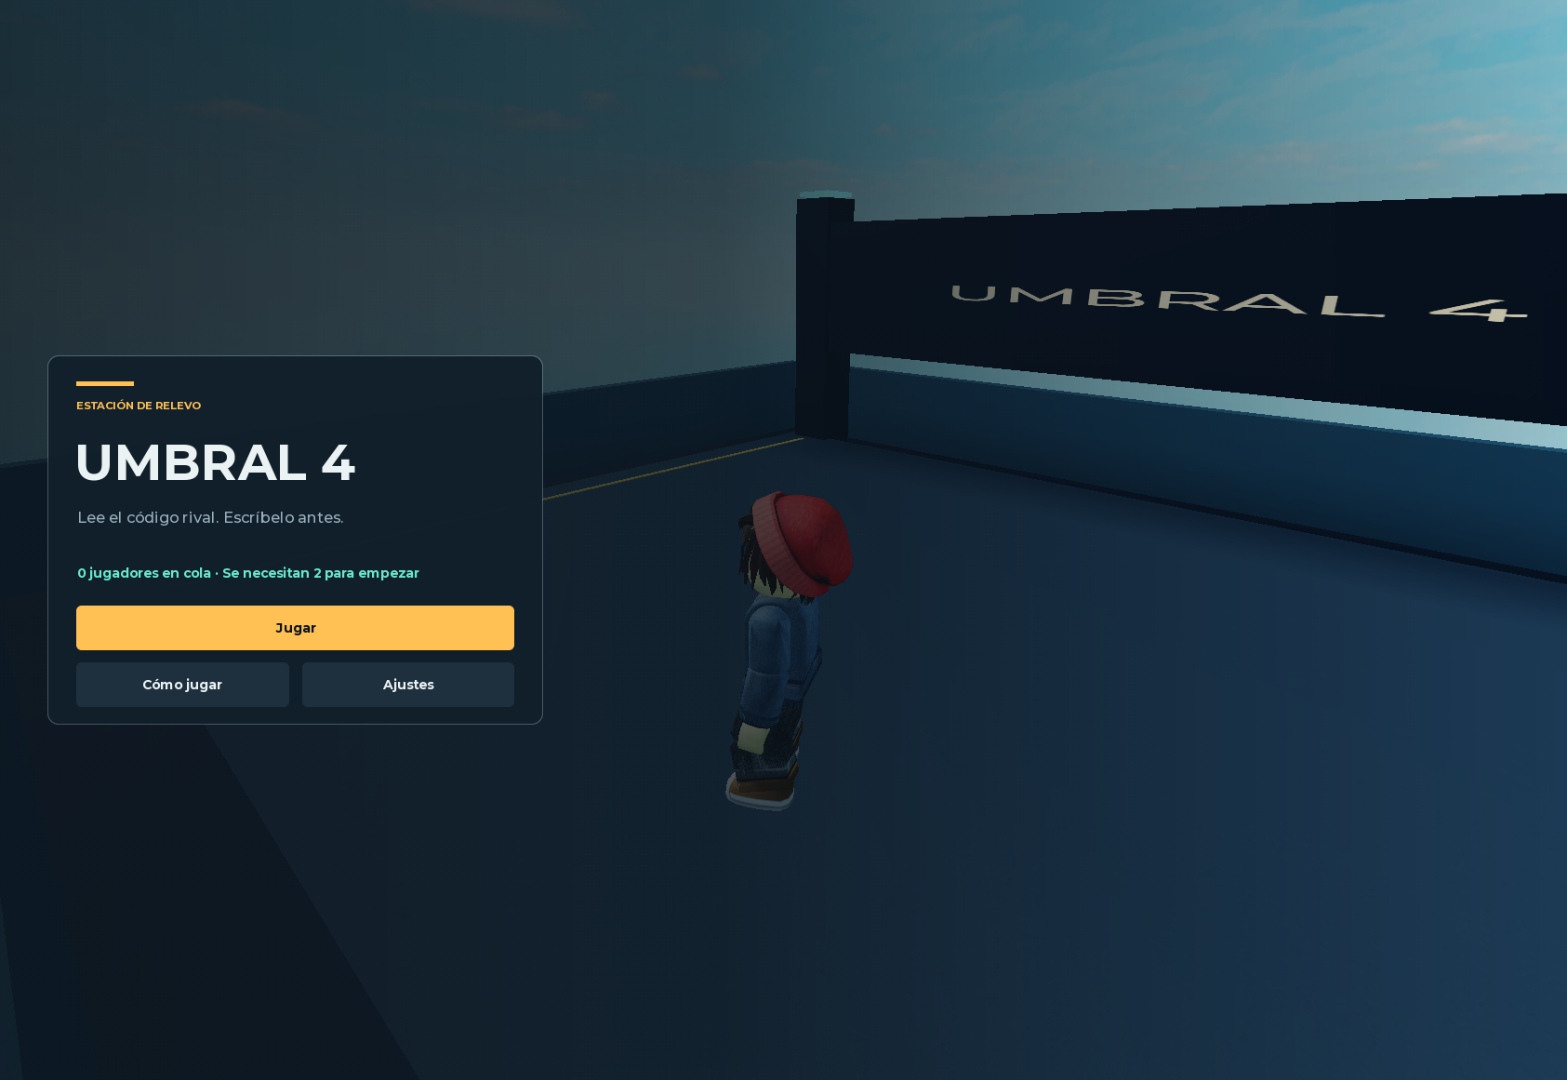 UMBRAL 4
ESTACIÓN DE RELEVO
UMBRAL 4
Lee el código rival. Escríbelo antes.
0 jugadores en cola · Se necesitan 2 para empezar
Jugar
Cómo jugar
Ajustes